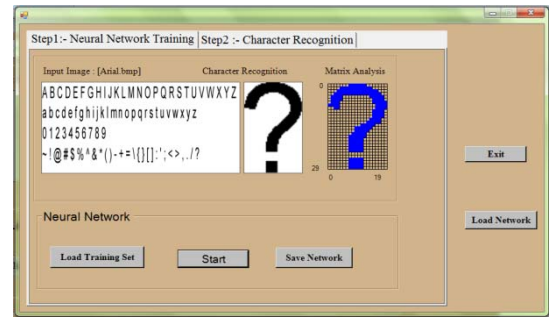 Step1:- Neural Network Training Step2 :- Character Recognition
Input Image : [Arial.bmp] Character Recognition Matrix Analysis
ABCDEFGHIJKLMNOPQRSTUVWXYZ
abcdefghijklmnopqrstuvwxyz
0123456789
~!@#$%^&*()-+=\{}[]:';<>,./?
?
0
29
0 19
Exit
Load Network
Neural Network
Load Training Set Start Save Network